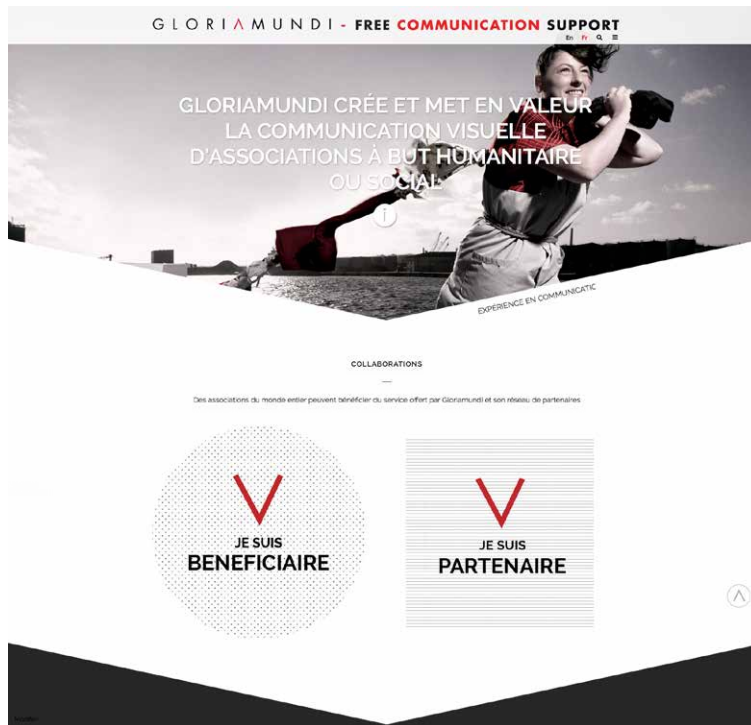 GLORIAMUNDI - FREE COMMUNICATION SUPPORT
En Fr
GLORIAMUNDI CRÉE ET MET EN VALEUR
LA COMMUNICATION VISUELLE
D'ASSOCIATIONS À BUT HUMANITAIRE
OU SOCIAL
i
EXPÉRIENCE EN COMMUNICATIC
COLLABORATIONS
Des associations du monde entier peuvent bénéficier du service offert par Gloriamundi et son réseau de partenaires
JE SUIS
BENEFICIAIRE
JE SUIS
PARTENAIRE